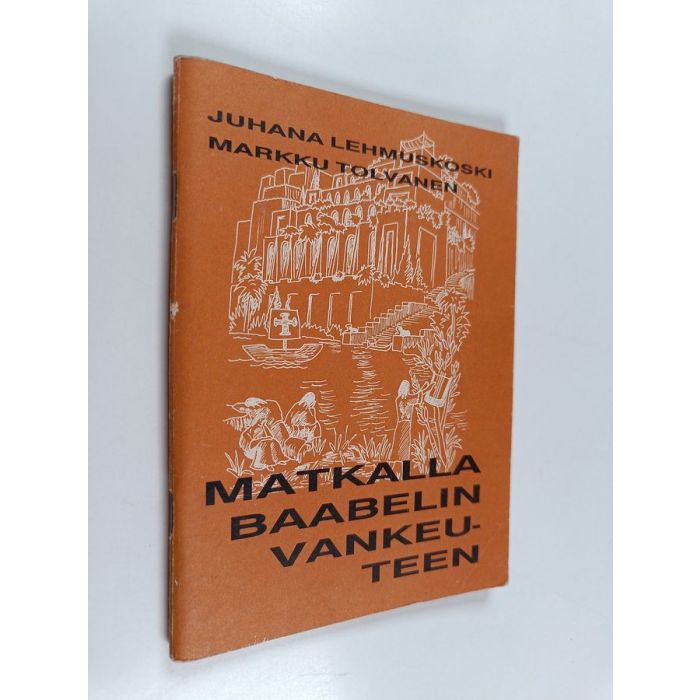 JUHANA LEHMUSKOSKI
MARKKU TOLVANEN
MATKALLA
BAABELIN
VANKEU-
TEEN